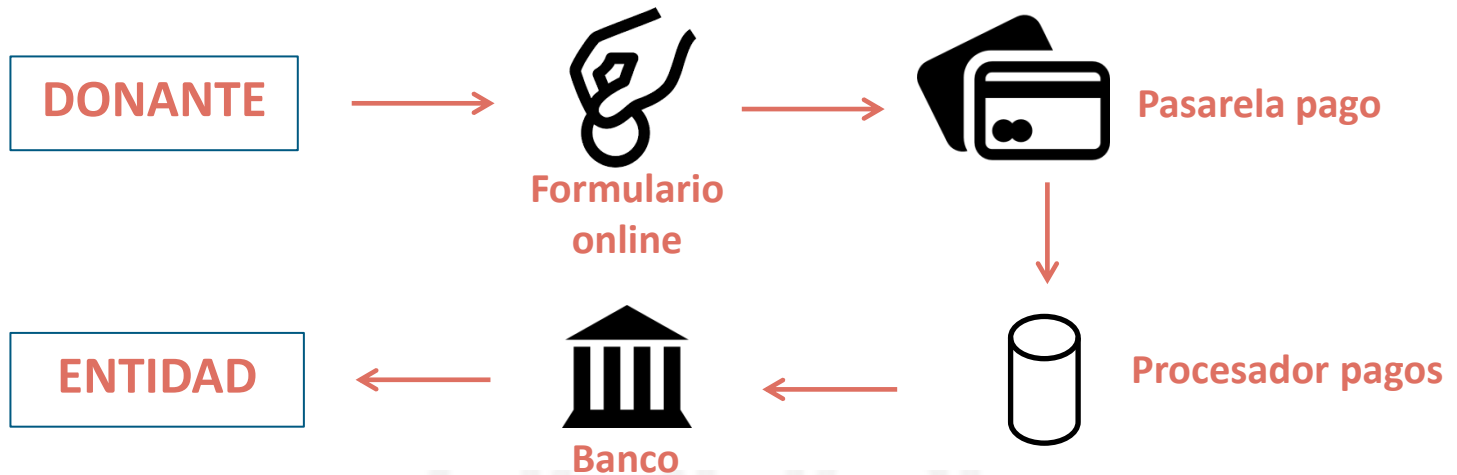 DONANTE
Formulario
online
Pasarela pago
Procesador pagos
Banco
ENTIDAD